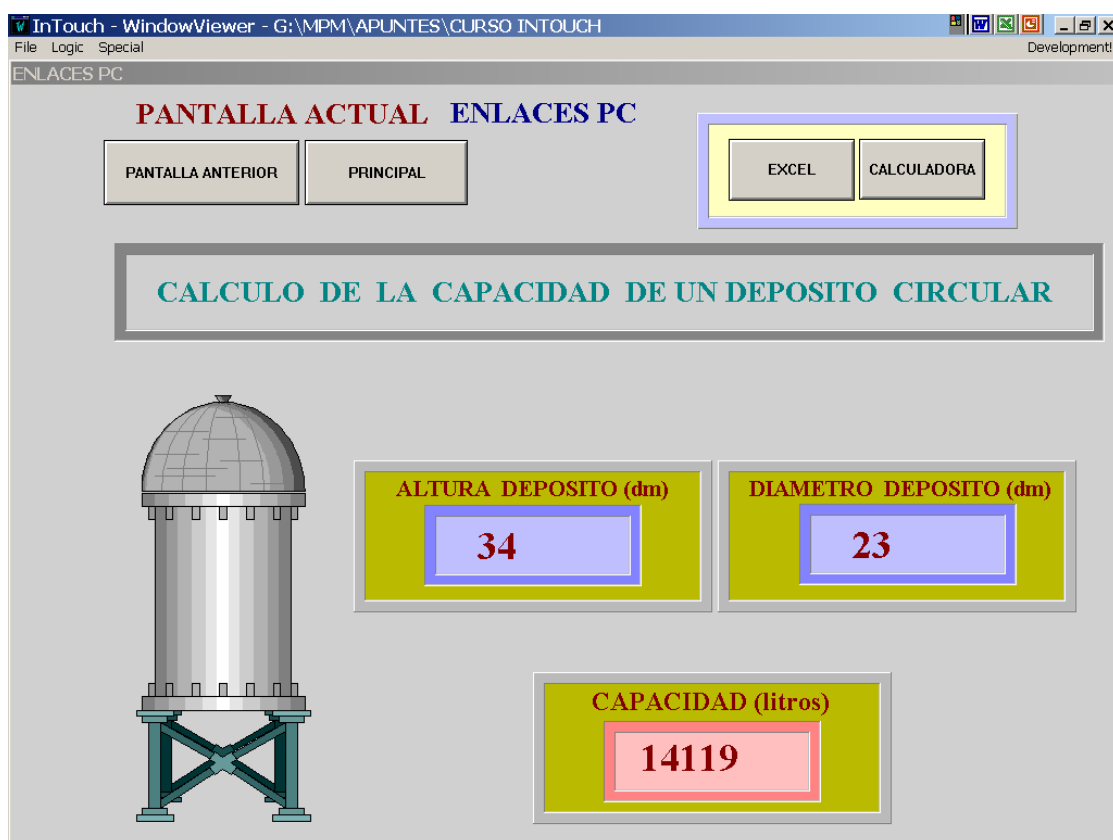 InTouch - WindowViewer - G:\MPM\APUNTES\CURSO INTOUCH
File Logic Special Development!
ENLACES PC
PANTALLA ACTUAL ENLACES PC
PANTALLA ANTERIOR PRINCIPAL
EXCEL CALCULADORA
CALCULO DE LA CAPACIDAD DE UN DEPOSITO CIRCULAR
ALTURA DEPOSITO (dm)
34
DIAMETRO DEPOSITO (dm)
23
CAPACIDAD (litros)
14119